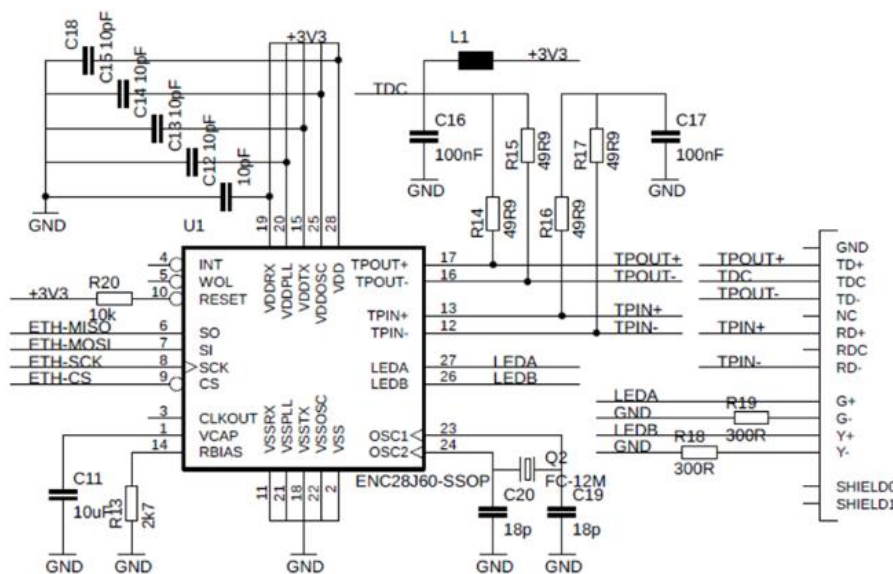 C18
10pF
C15
10pF
C14
10pF
C13
10pF
C12
10pF
+3V3
GND
L1
+3V3
TDC
C16
100nF
GND
C17
100nF
GND
R15
49R9
R17
49R9
R14
49R9
R16
49R9
U1
19
20
15
25
28
VDDRX
VDDPLL
VDDTX
VDDOSC
VDD
4
INT
5
WOL
+3V3
R20
10k
10
RESET
ETH-MISO
6
SO
ETH-MOSI
7
SI
ETH-SCK
8
SCK
ETH-CS
9
CS
3
CLKOUT
1
VCAP
14
RBIAS
VSSRX
VSSPLL
VSSTX
VSSOSC
VSS
11
21
18
22
2
GND
TPOUT+
17
TPOUT+
TPOUT-
16
TPOUT-
TPIN+
13
TPIN+
TPIN-
12
TPIN-
LEDA
27
LEDA
LEDB
26
LEDB
OSC1
23
OSC2
24
ENC28J60-SSOP
Q2
FC-12M
C20
18p
GND
C19
18p
GND
C11
10uF
GND
R13
2k7
GND
GND
TPOUT+
TD+
TDC
TDC
TPOUT-
TD-
NC
TPIN+
RD+
RDC
TPIN-
RD-
LEDA
G+
GND
R19
300R
G-
LEDB
Y+
GND
R18
300R
Y-
SHIELD0
SHIELD1